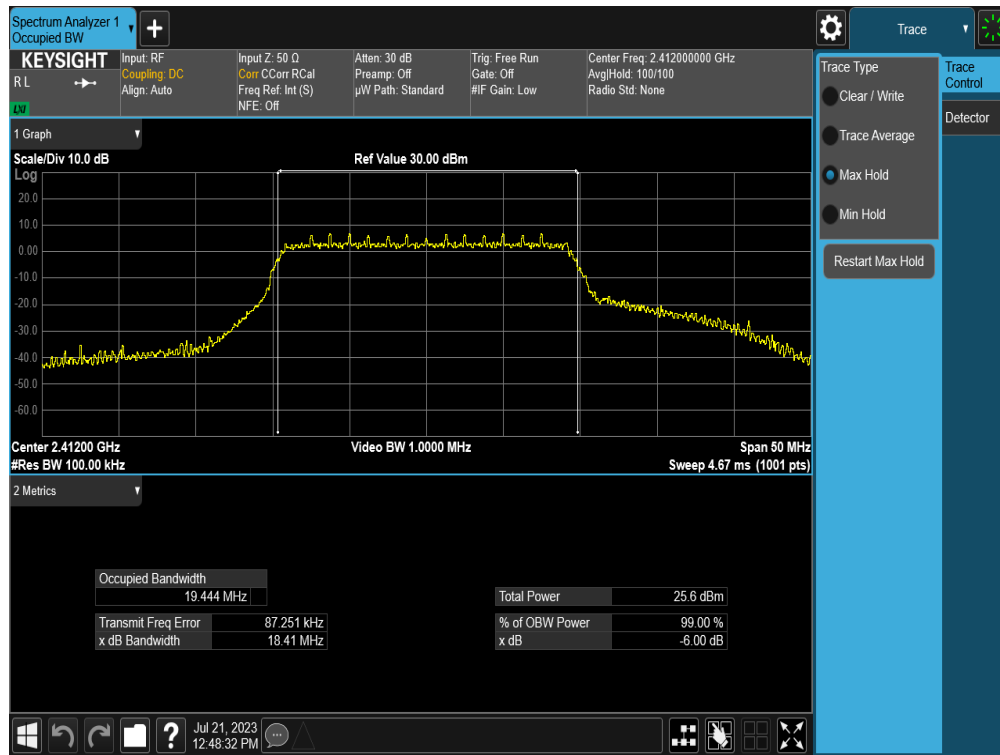 Spectrum Analyzer 1
Occupied BW
Trace
KEYSIGHT
R L
LXI
Input: RF
Coupling: DC
Align: Auto
Input Z: 50 Ω
Corr CCorr RCal
Freq Ref: Int (S)
NFE: Off
Atten: 30 dB
Preamp: Off
µW Path: Standard
Trig: Free Run
Gate: Off
#IF Gain: Low
Center Freq: 2.412000000 GHz
Avg|Hold: 100/100
Radio Std: None
Trace Type
Clear / Write
Trace Average
Max Hold
Min Hold
Restart Max Hold
Trace
Control
Detector
1 Graph
Scale/Div 10.0 dB
Ref Value 30.00 dBm
Log
20.0
10.0
0.00
-10.0
-20.0
-30.0
-40.0
-50.0
-60.0
Center 2.41200 GHz
Video BW 1.0000 MHz
Span 50 MHz
#Res BW 100.00 kHz
Sweep 4.67 ms (1001 pts)
2 Metrics
Occupied Bandwidth
19.444 MHz
Transmit Freq Error 87.251 kHz
x dB Bandwidth 18.41 MHz
Total Power 25.6 dBm
% of OBW Power 99.00 %
x dB -6.00 dB
?
Jul 21, 2023
12:48:32 PM